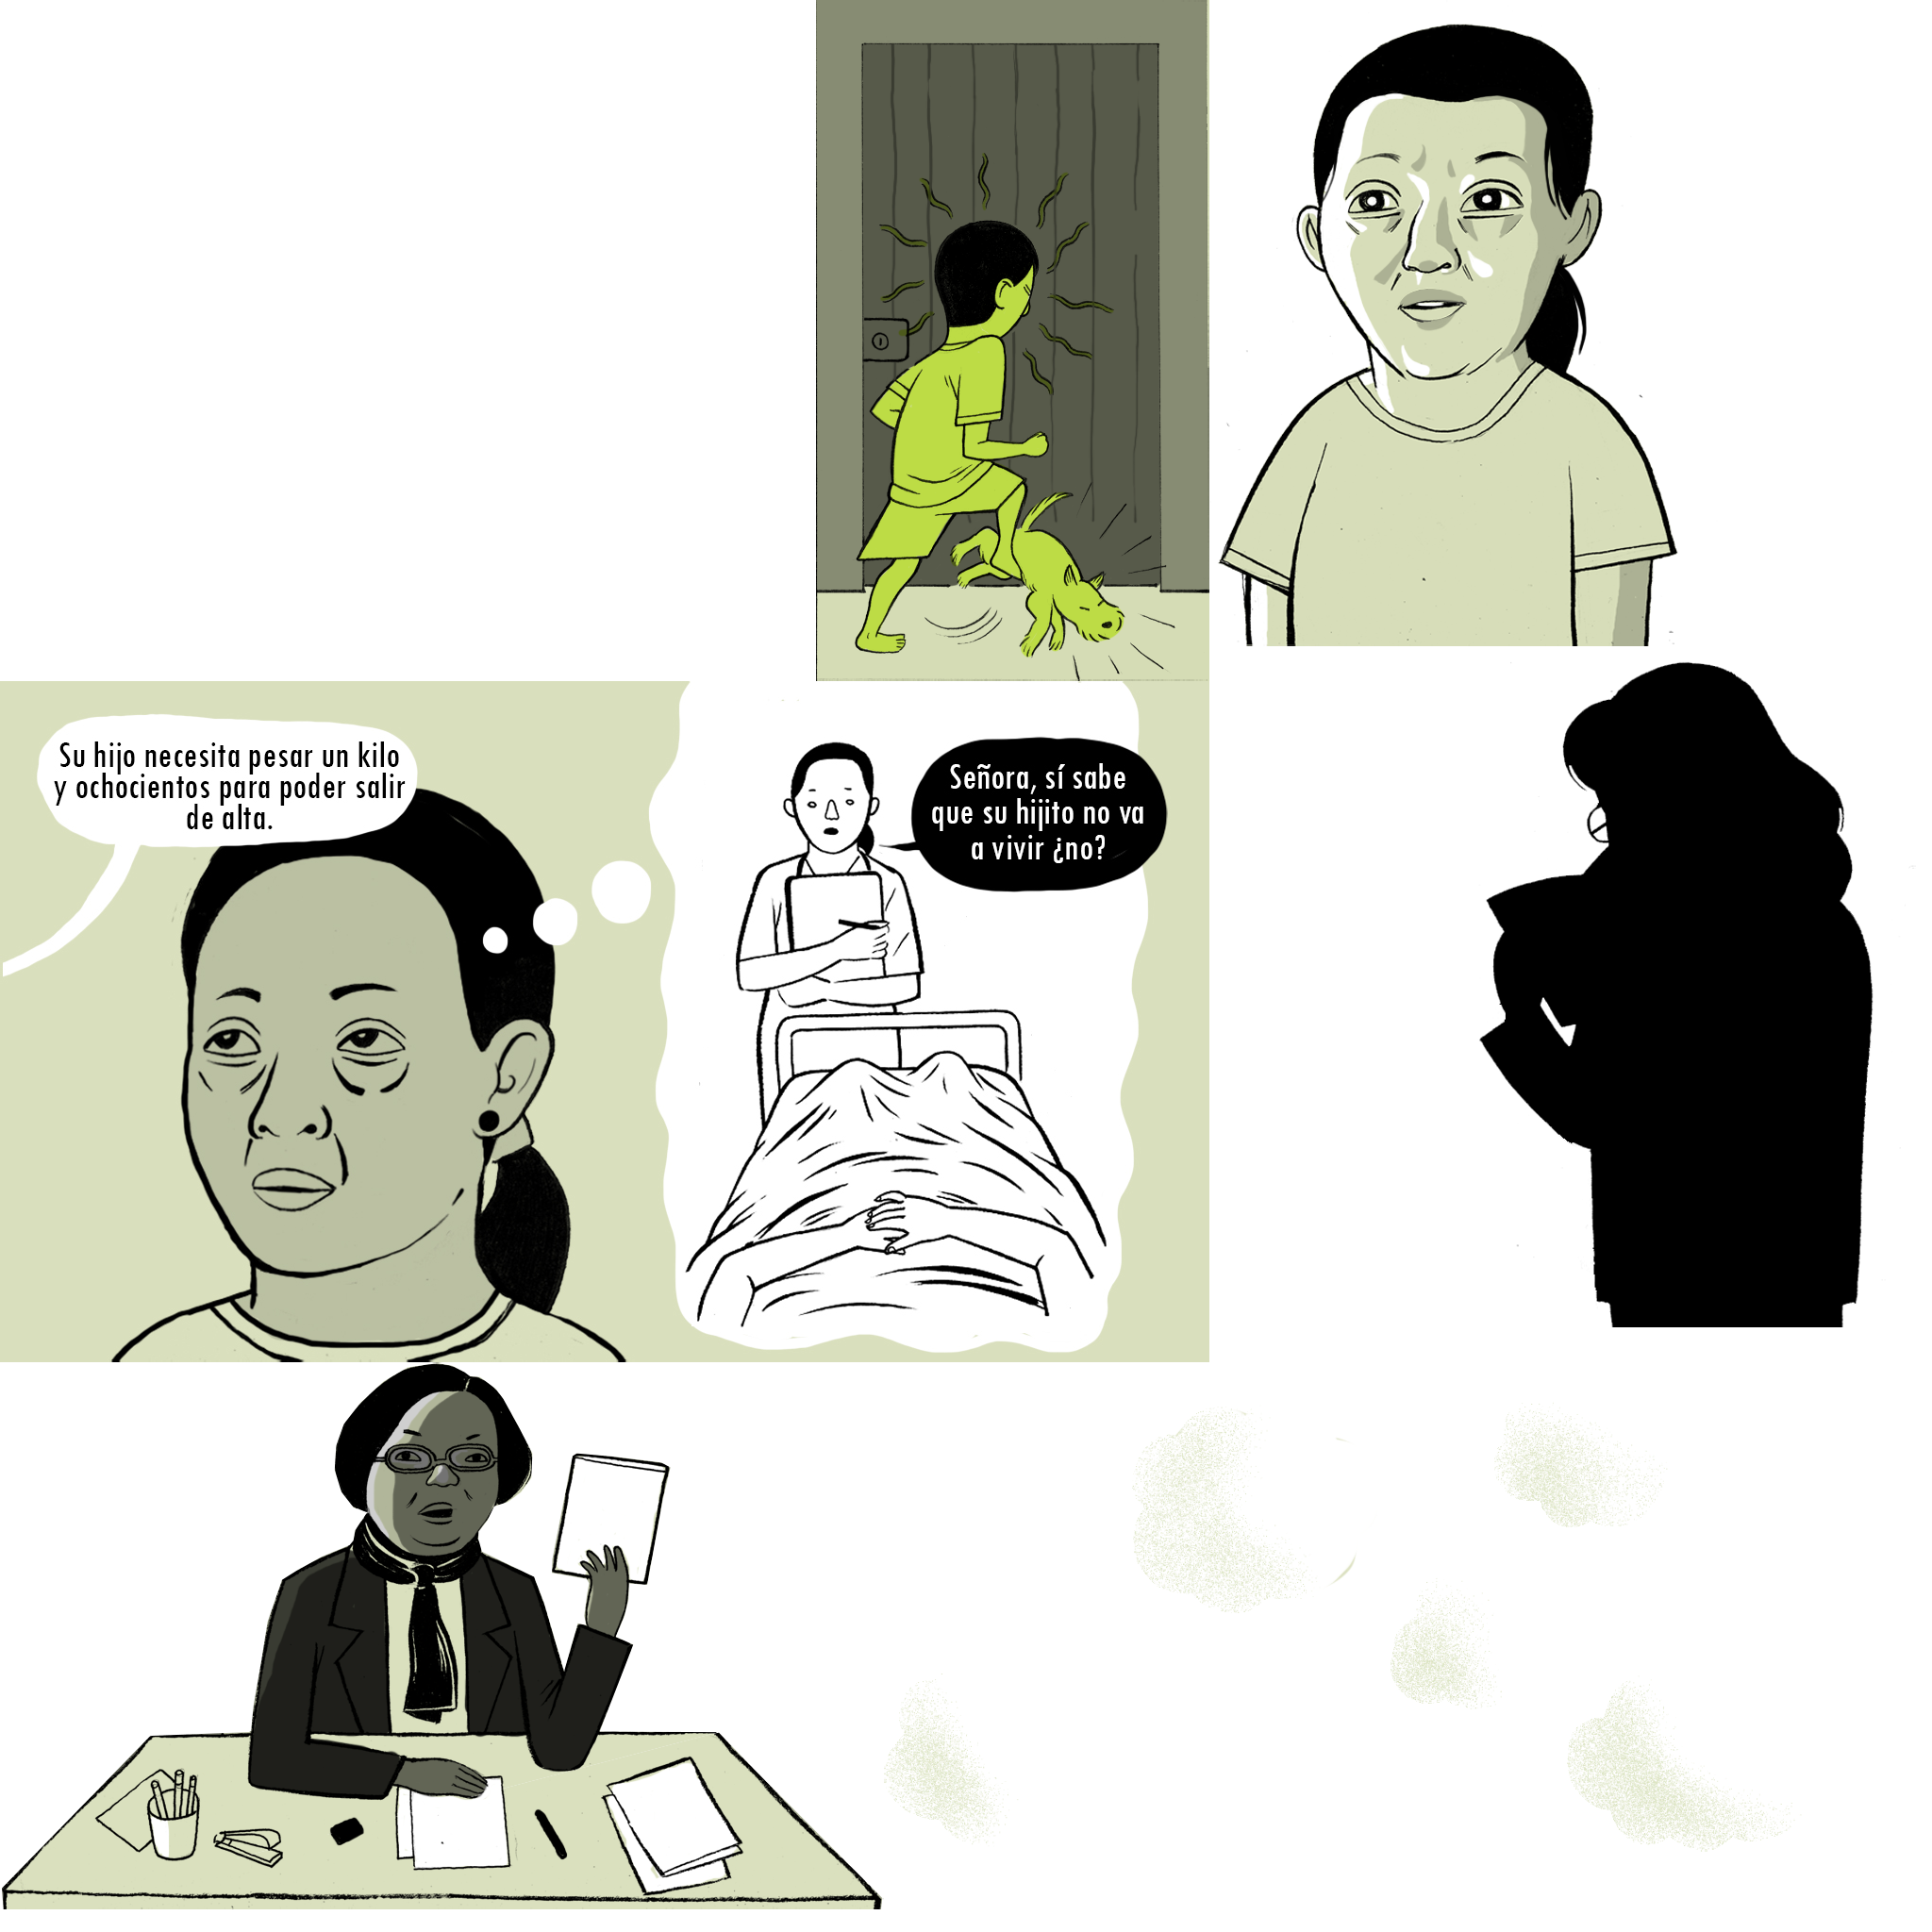 Su hijo necesita pesar un kilo
y ochocientos para poder salir
de alta.
Señora, sí sabe
que su hijito no va
a vivir ¿no?